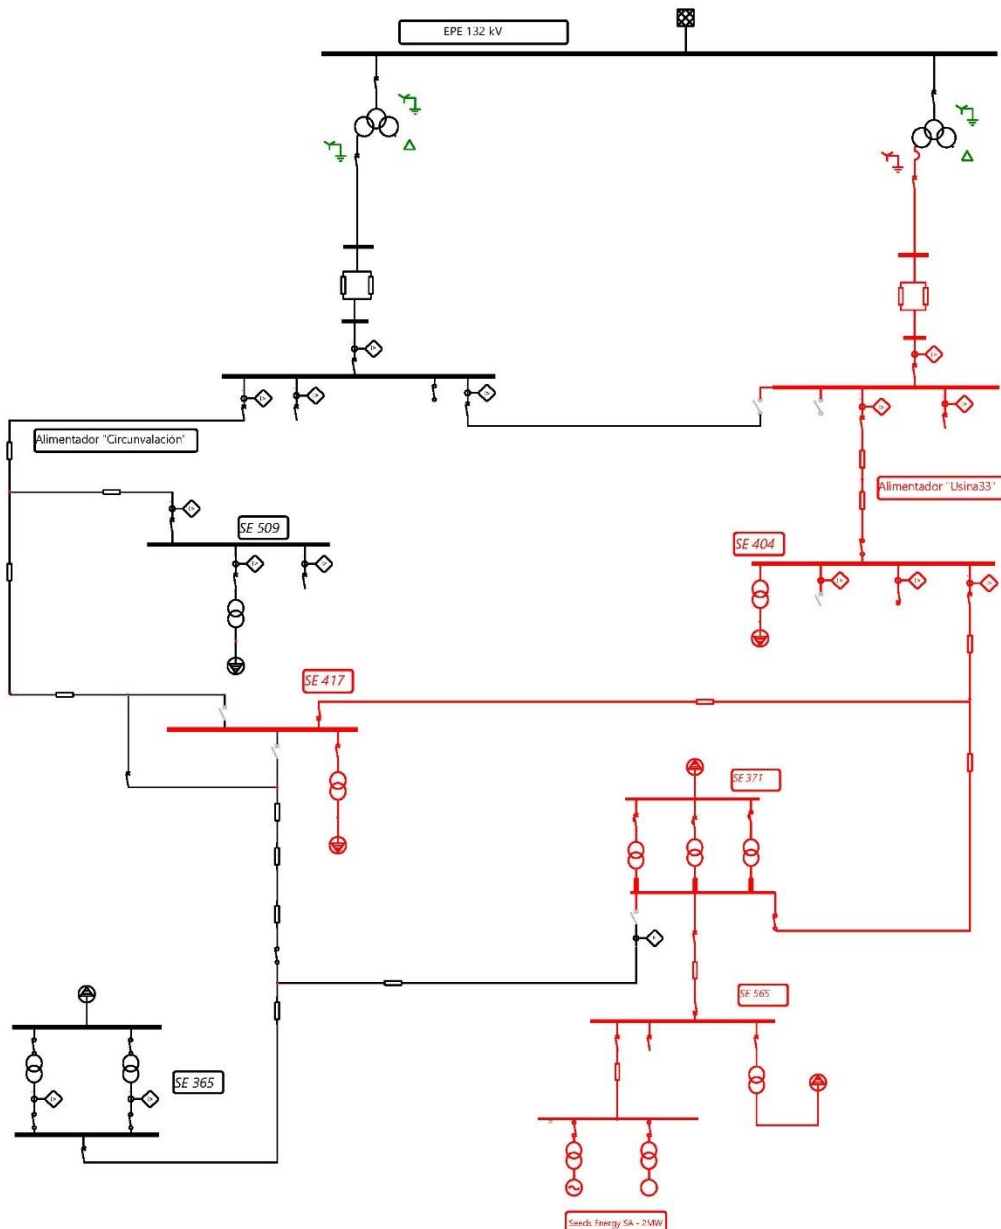 EPE 132 kV
Alimentador "Circunvalación"
Alimentador "Usina33"
SE 509
SE 404
SE 417
SE 371
SE 565
SE 365
Seeds Energy SA - 2MW